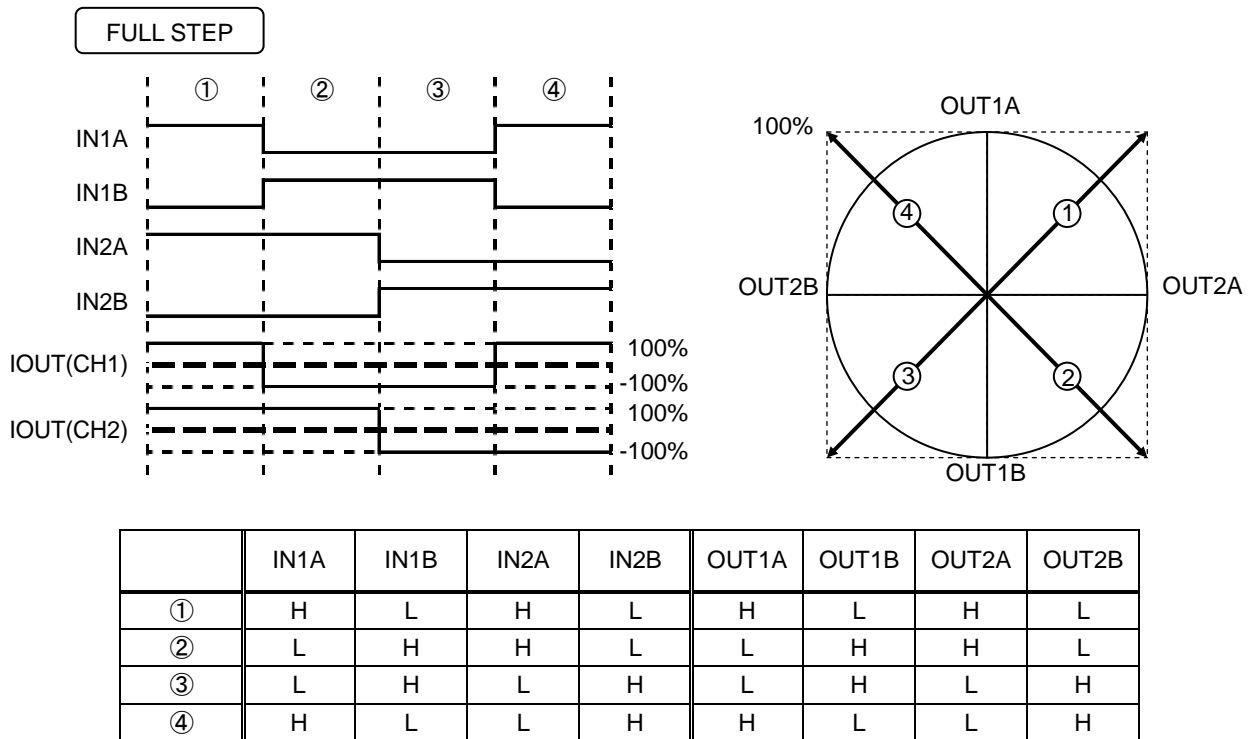 FULL STEP
① ② ③ ④
IN1A
IN1B
IN2A
IN2B
IOUT(CH1)
100%
-100%
IOUT(CH2)
100%
-100%
OUT1A
100%
④ ①
OUT2B OUT2A
③ ②
OUT1B
IN1A IN1B IN2A IN2B OUT1A OUT1B OUT2A OUT2B
① H L H L H L H L
② L H H L L H H L
③ L H L H L H L H
④ H L L H H L L H